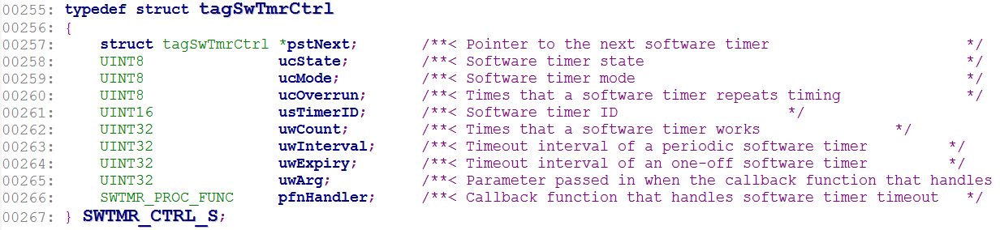 00255: typedef struct tagSwTmrCtrl
00256: {
00257:     struct tagSwTmrCtrl *pstNext;       /**< Pointer to the next software timer                      */
00258:     UINT8               ucState;        /**< Software timer state                                    */
00259:     UINT8               ucMode;         /**< Software timer mode                                     */
00260:     UINT8               ucOverrun;      /**< Times that a software timer repeats timing              */
00261:     UINT16              usTimerID;      /**< Software timer ID                   */
00262:     UINT32              uwCount;        /**< Times that a software timer works               */
00263:     UINT32              uwInterval;     /**< Timeout interval of a periodic software timer         */
00264:     UINT32              uwExpiry;       /**< Timeout interval of an one-off software timer         */
00265:     UINT32              uwArg;          /**< Parameter passed in when the callback function that handles
00266:     SWTMR_PROC_FUNC     pfnHandler;     /**< Callback function that handles software timer timeout   */
00267: } SWTMR_CTRL_S;